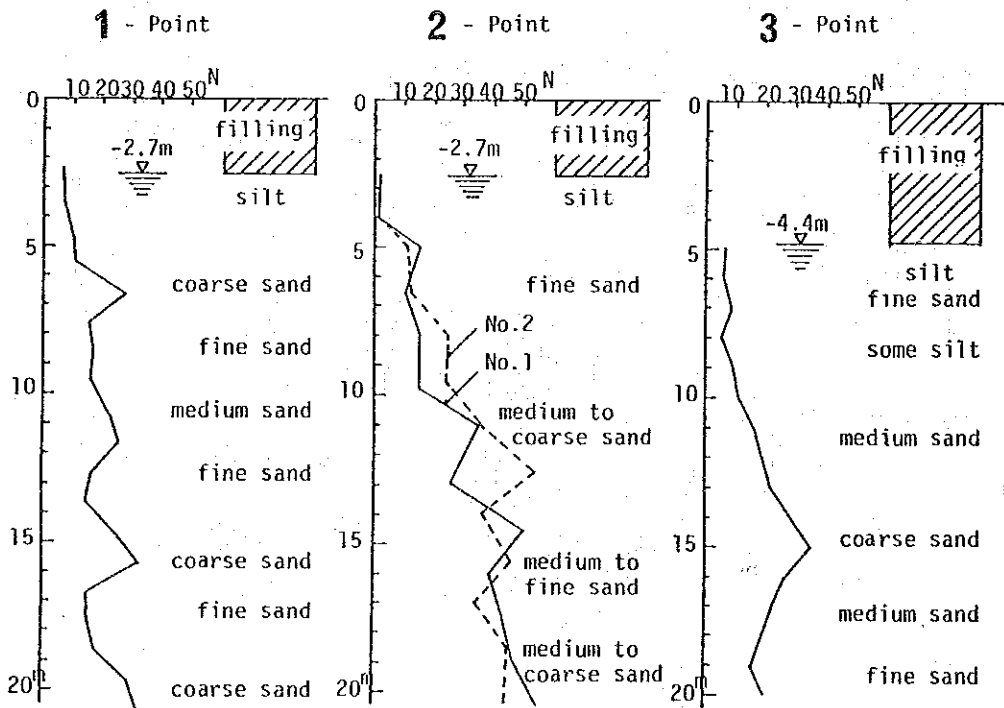 1 - Point
10 20 30 40 50 N
0
filling
-2.7m
silt
5
coarse sand
fine sand
10
medium sand
fine sand
15
coarse sand
fine sand
20m
coarse sand
2 - Point
10 20 30 40 50 N
0
filling
-2.7m
silt
5
fine sand
No.2
No.1
10
medium to
coarse sand
15
medium to
fine sand
medium to
coarse sand
20m
3 - Point
10 20 30 40 50 N
0
filling
-4.4m
5
silt
fine sand
some silt
10
medium sand
15
coarse sand
medium sand
fine sand
20m